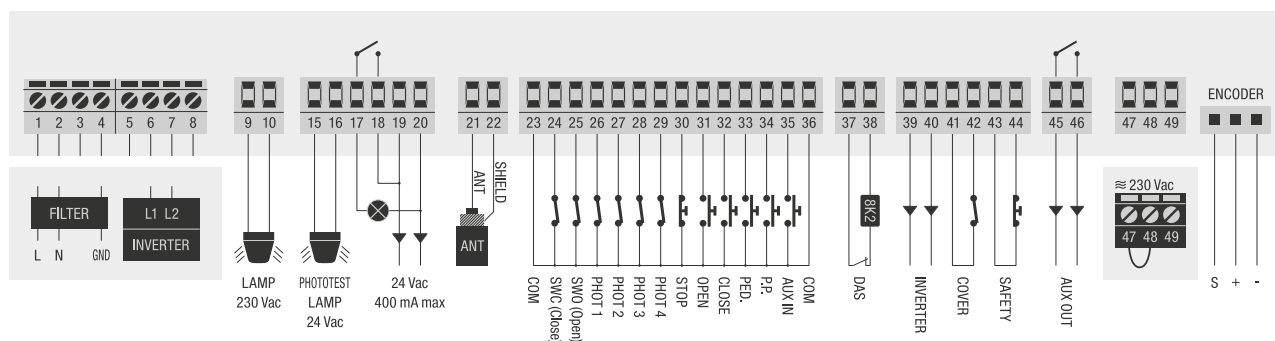 ENCODER
1 2 3 4 5 6 7 8
9 10
15 16 17 18 19 20
21 22
23 24 25 26 27 28 29 30 31 32 33 34 35 36
37 38
39 40 41 42 43 44
45 46
47 48 49
FILTER
L N GND
L1 L2
INVERTER
LAMP
230 Vac
PHOTOTEST
LAMP
24 Vac
24 Vac
400 mA max
ANT
SHIELD
ANT
COM
SWC (Close)
SWO (Open)
PHOT 1
PHOT 2
PHOT 3
PHOT 4
STOP
OPEN
CLOSE
PED.
P.P.
AUX IN
COM
8K2
DAS
INVERTER
COVER
SAFETY
AUX OUT
≂ 230 Vac
47 48 49
S + -